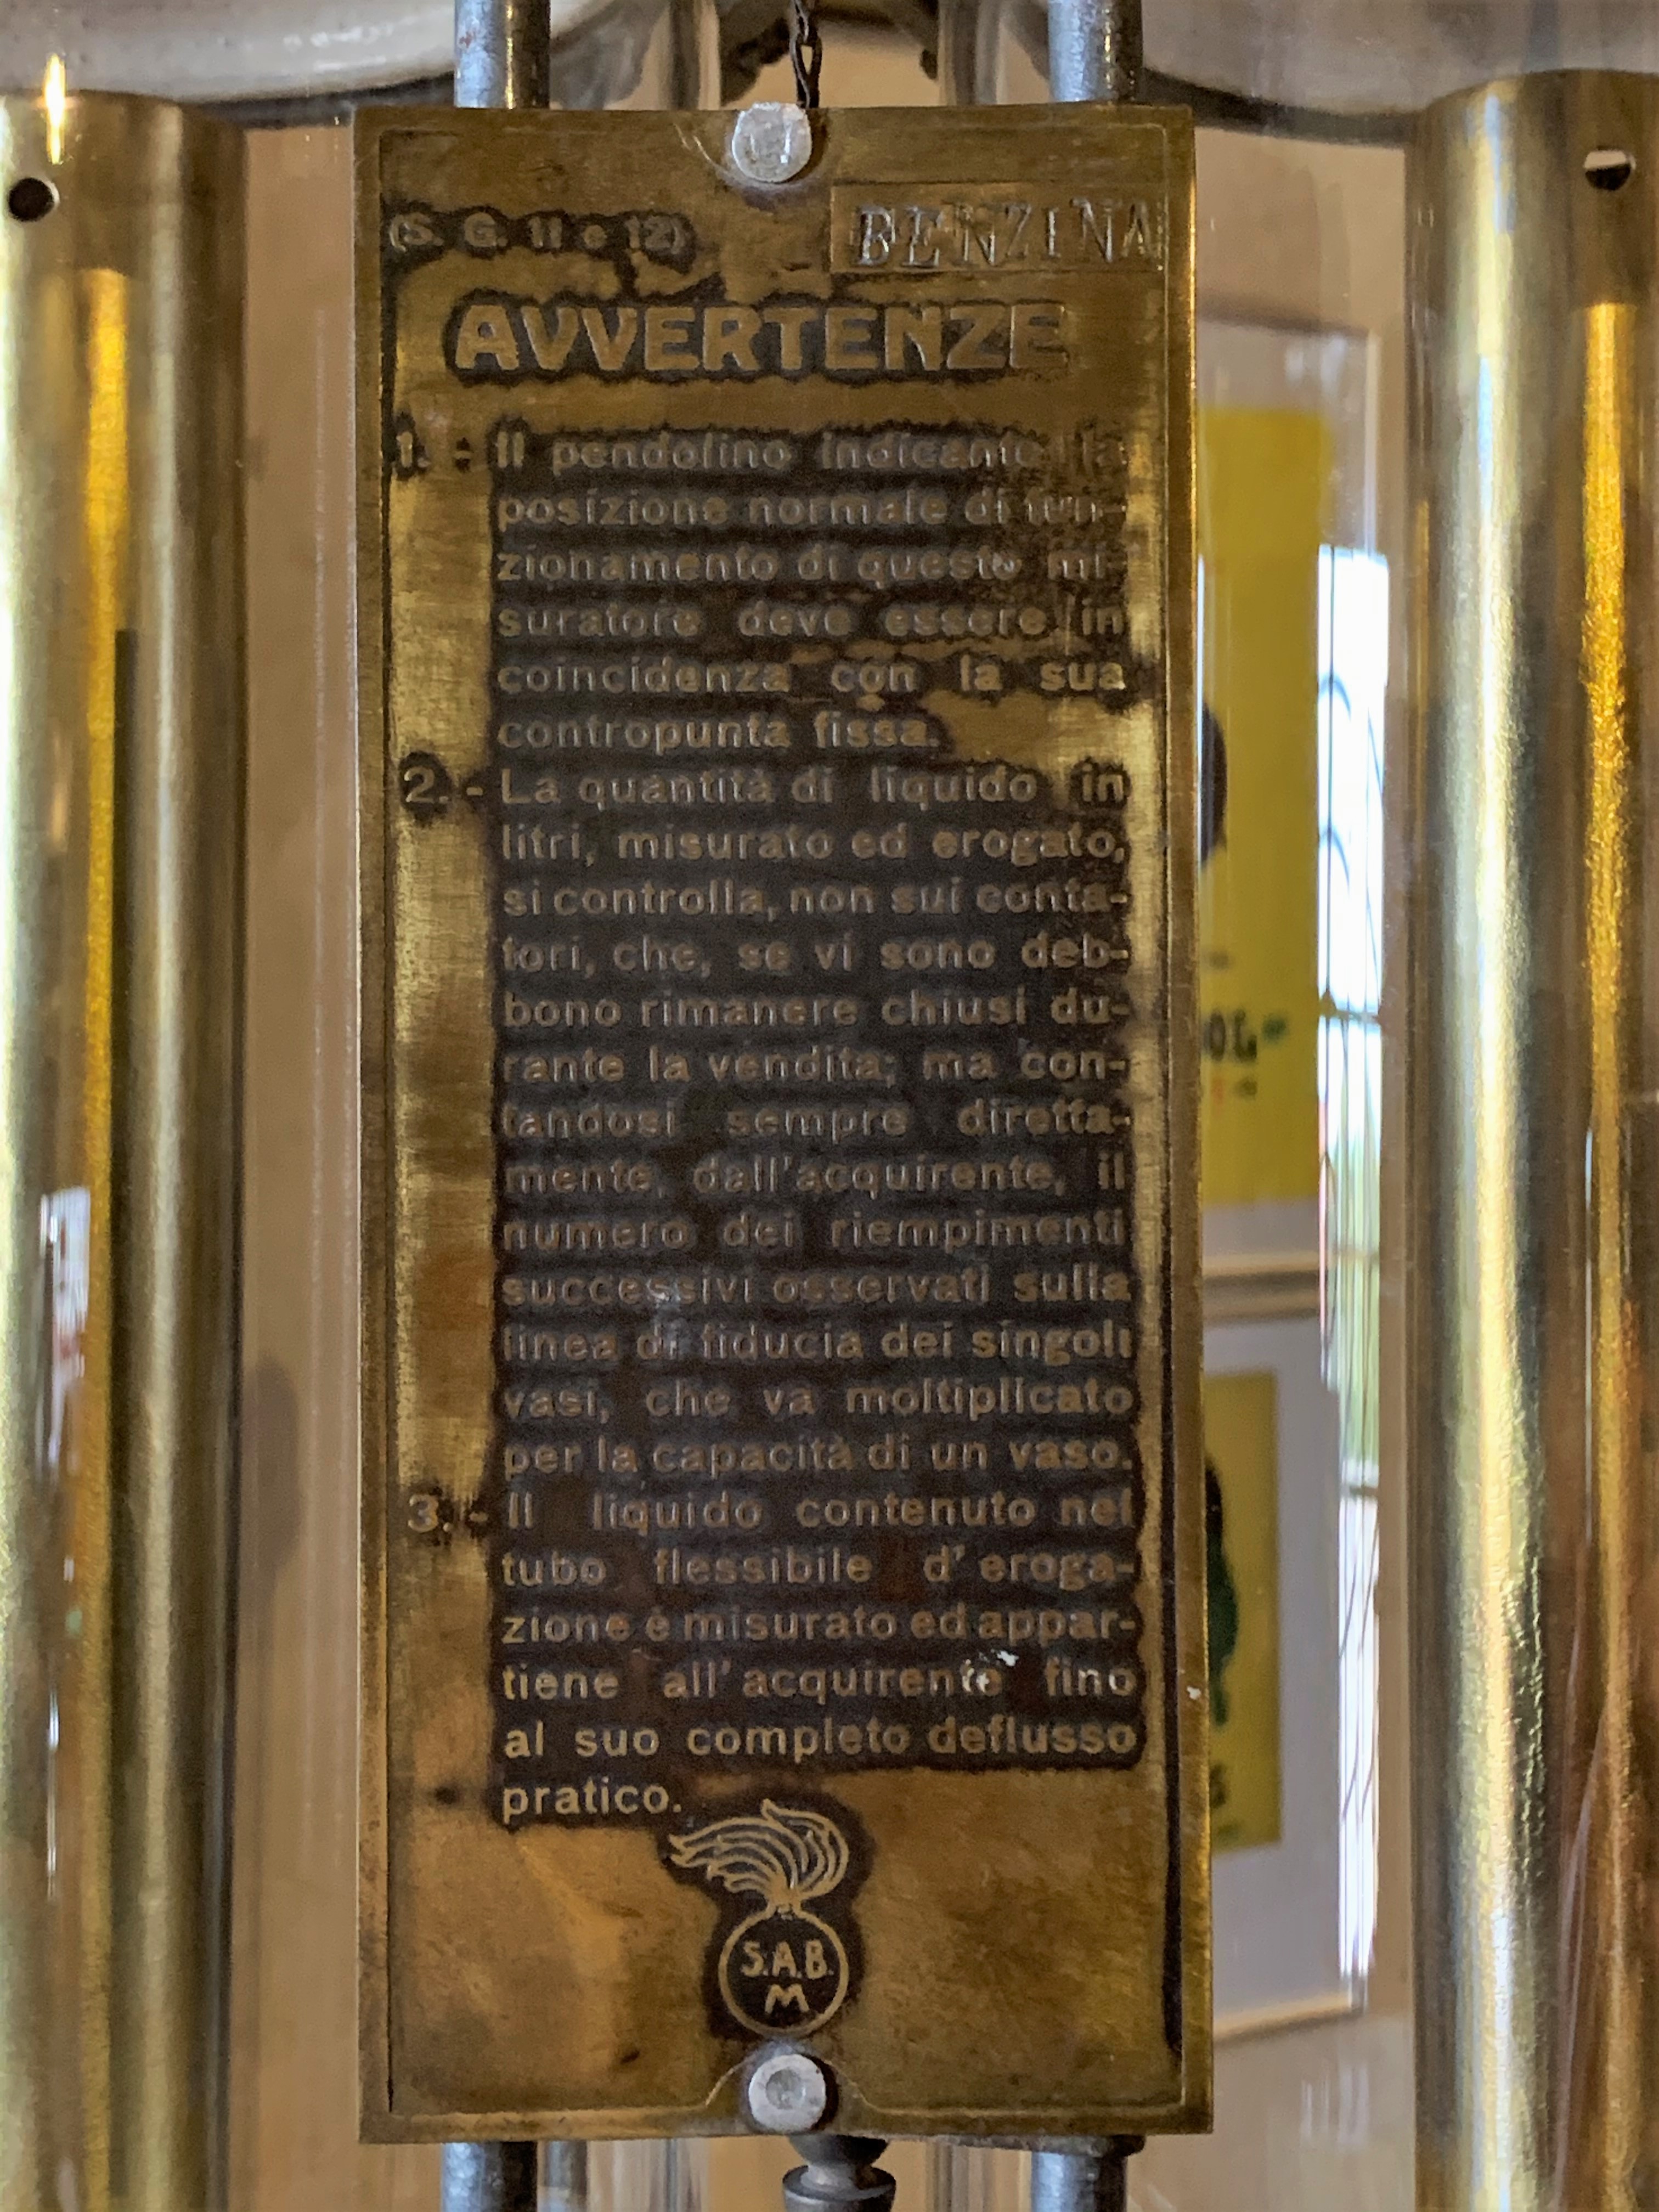 (S. G. 11 e 12)
BENZINA
AVVERTENZE
1. - Il pendolino indicante la
posizione normale di fun-
zionamento di questo mi-
suratore deve essere in
coincidenza con la sua
contropunta fissa.
2. - La quantità di liquido in
litri, misurato ed erogato,
si controlla, non sui conta-
tori, che, se vi sono deb-
bono rimanere chiusi du-
rante la vendita; ma con-
tandosi sempre diretta-
mente, dall'acquirente, il
numero dei riempimenti
successivi osservati sulla
linea di fiducia dei singoli
vasi, che va moltiplicato
per la capacità di un vaso.
3. - Il liquido contenuto nel
tubo flessibile d'eroga-
zione è misurato ed appar-
tiene all'acquirente fino
al suo completo deflusso
pratico.
S.A.B.
M